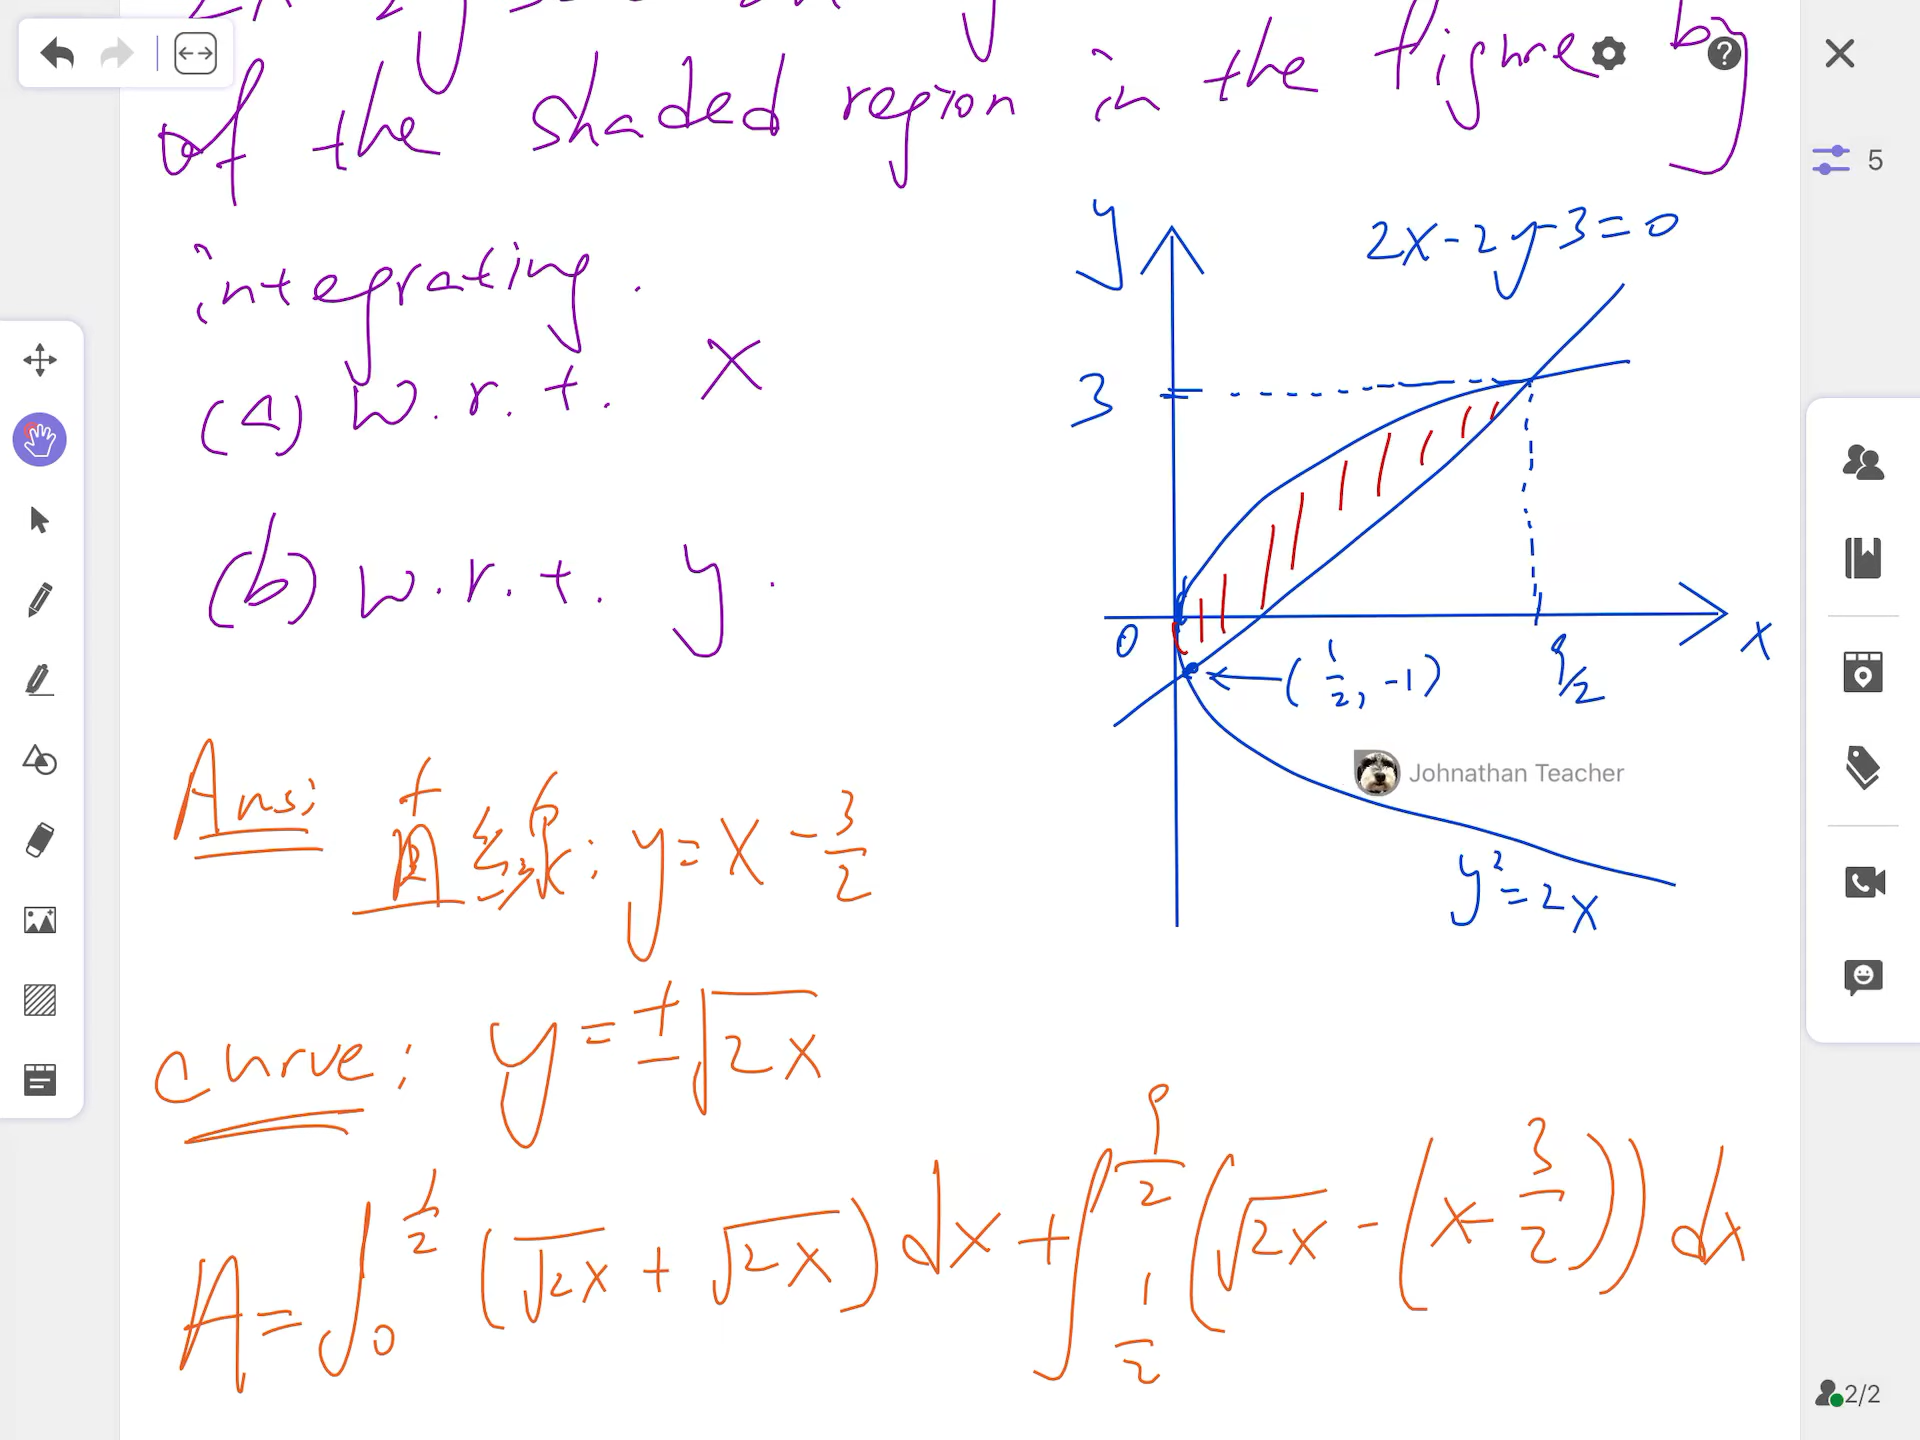 of the shaded region in the figure by
integrating.
(a) w.r.t. x
(b) w.r.t. y.
y
2x-2y-3=0
3
0
(1/2, -1)
9/2
x
Johnathan Teacher
y²=2x
Ans:
直線: y=x-3/2
curve: y=±√2x
A=∫₀^(1/2) (√2x+√2x)dx+∫_(1/2)^(9/2) (√2x-(x-3/2))dx
5
2/2